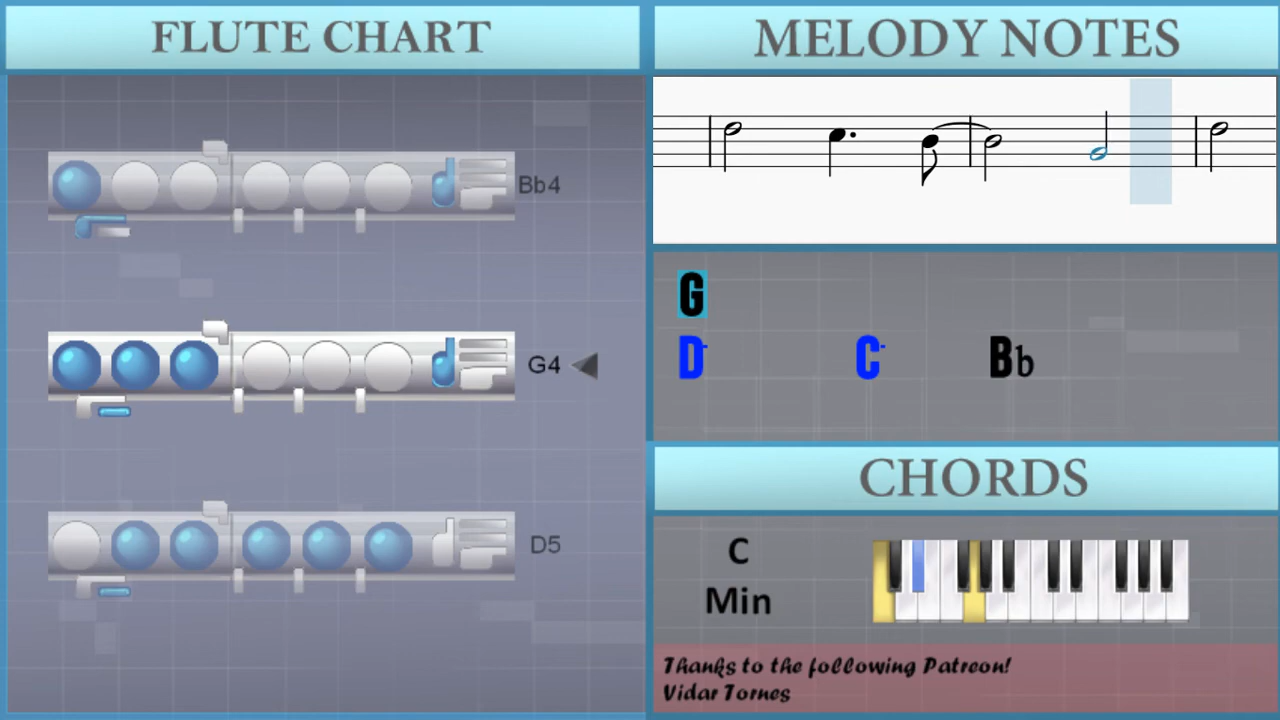 FLUTE CHART
Bb4
G4
D5
MELODY NOTES
G
D- C- Bb
CHORDS
C
Min
Thanks to the following Patreon!
Vidar Tornes